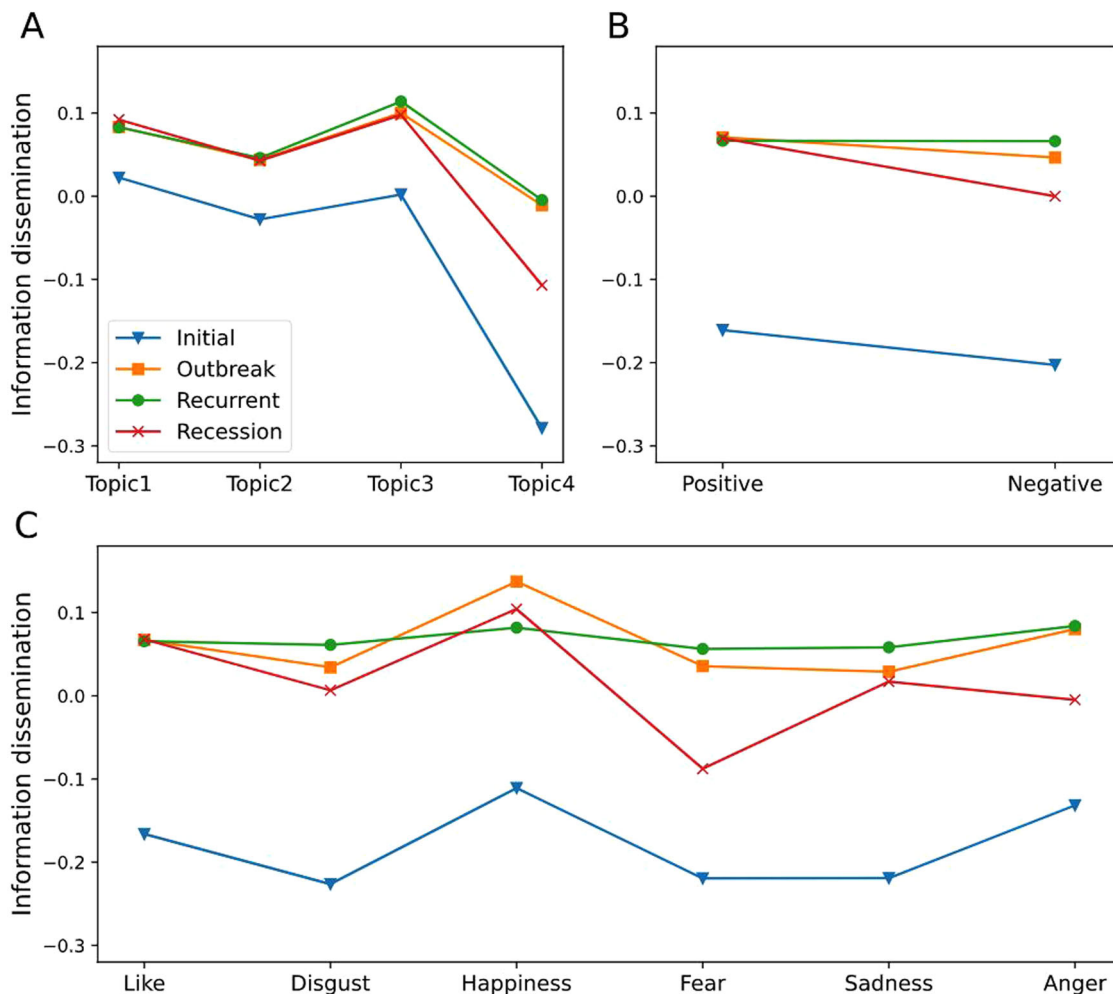 A
Information dissemination
0.1
0.0
−0.1
−0.2
−0.3
Initial
Outbreak
Recurrent
Recession
Topic1 Topic2 Topic3 Topic4
B
0.1
0.0
−0.1
−0.2
−0.3
Positive Negative
C
Information dissemination
0.1
0.0
−0.1
−0.2
−0.3
Like Disgust Happiness Fear Sadness Anger